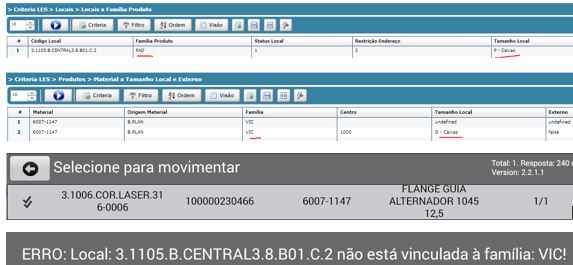 > Criteria LES > Locais > Locais x Família Produto
15 Criteria Filtro Ordem Visão
# Código Local Família Produto Status Local Restrição Endereço Tamanho Local
1 3.1105.B.CENTRAL3.8.B01.C.2 PAD 1 2 P - Caixas
> Criteria LES > Produtos > Material x Tamanho Local e Externo
15 Criteria Filtro Ordem Visão
# Material Origem Material Família Centro Tamanho Local Externo
1 6007-1147 B.PLAN VIC undefined undefined
2 6007-1147 B.PLAN VIC 1000 G - Caixas false
Selecione para movimentar
Total: 1. Resposta: 240
Version: 2.2.1.1
3.1006.COR.LASER.31
6-0006
100000230466
6007-1147
FLANGE GUIA
ALTERNADOR 1045
12,5
1/1
ERRO: Local: 3.1105.B.CENTRAL3.8.B01.C.2 não está vinculada à família: VIC!